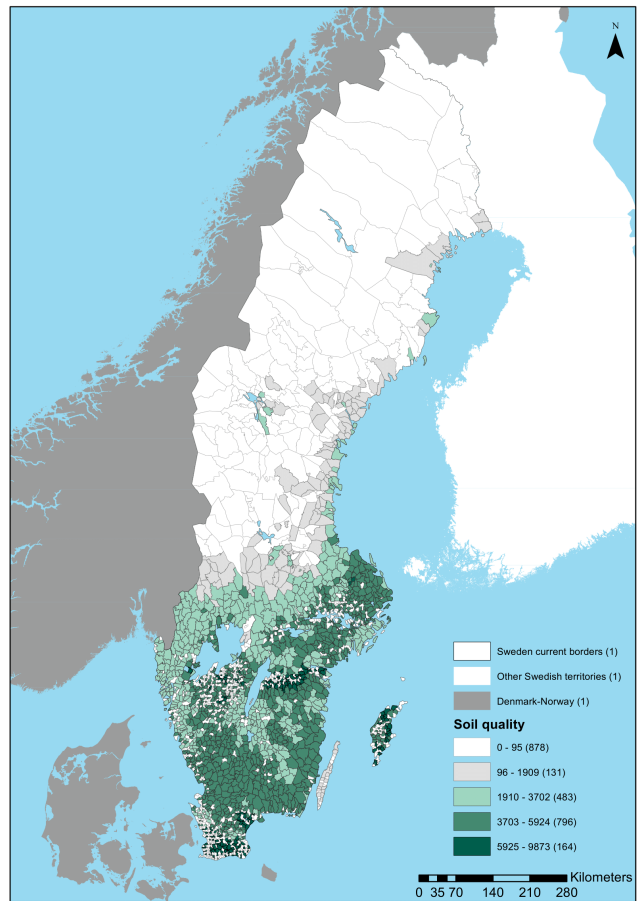 N
Sweden current borders (1)
Other Swedish territories (1)
Denmark-Norway (1)
Soil quality
0 - 95 (878)
96 - 1909 (131)
1910 - 3702 (483)
3703 - 5924 (796)
5925 - 9873 (164)
Kilometers
0 35 70 140 210 280